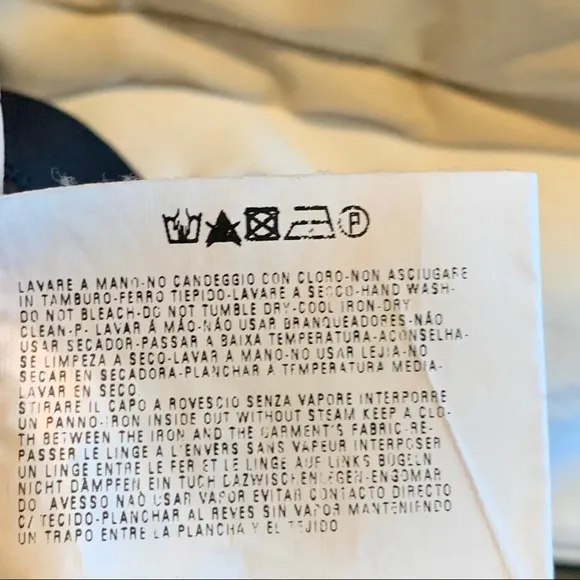 P
LAVARE A MANO-NO CANDEGGIO CON CLORO-NON ASCIUGARE
IN TAMBURO-FERRO TIEPIDO-LAVARE A SECCO-HAND WASH-
DO NOT BLEACH-DO NOT TUMBLE DRY-COOL IRON-DRY
CLEAN-P- LAVAR Á MÃO-NÃO USAR BRANQUEADORES-NÃO
USAR SECADOR-PASSAR A BAIXA TEMPERATURA-ACONSELHA-
SE LIMPEZA A SECO-LAVAR A MANO-NO USAR LEJIA-NO
SECAR EN SECADORA-PLANCHAR A TEMPERATURA MEDIA-
LAVAR EN SECO
STIRARE IL CAPO A ROVESCIO SENZA VAPORE INTERPORRE
UN PANNO-IRON INSIDE OUT WITHOUT STEAM KEEP A CLO-
TH BETWEEN THE IRON AND THE GARMENT'S FABRIC-RE-
PASSER LE LINGE A L'ENVERS SANS VAPEUR INTERPOSER
UN LINGE ENTRE LE FER ET LE LINGE AUF LINKS BÜGELN
NICHT DÄMPFEN EIN TUCH DAZWISCHENLEGEN-ENGOMAR
DO AVESSO NAO USAR VAPOR EVITAR CONTACTO DIRECTO
C/ TECIDO-PLANCHAR AL REVES SIN VAPOR MANTENIENDO
UN TRAPO ENTRE LA PLANCHA Y EL TEJIDO